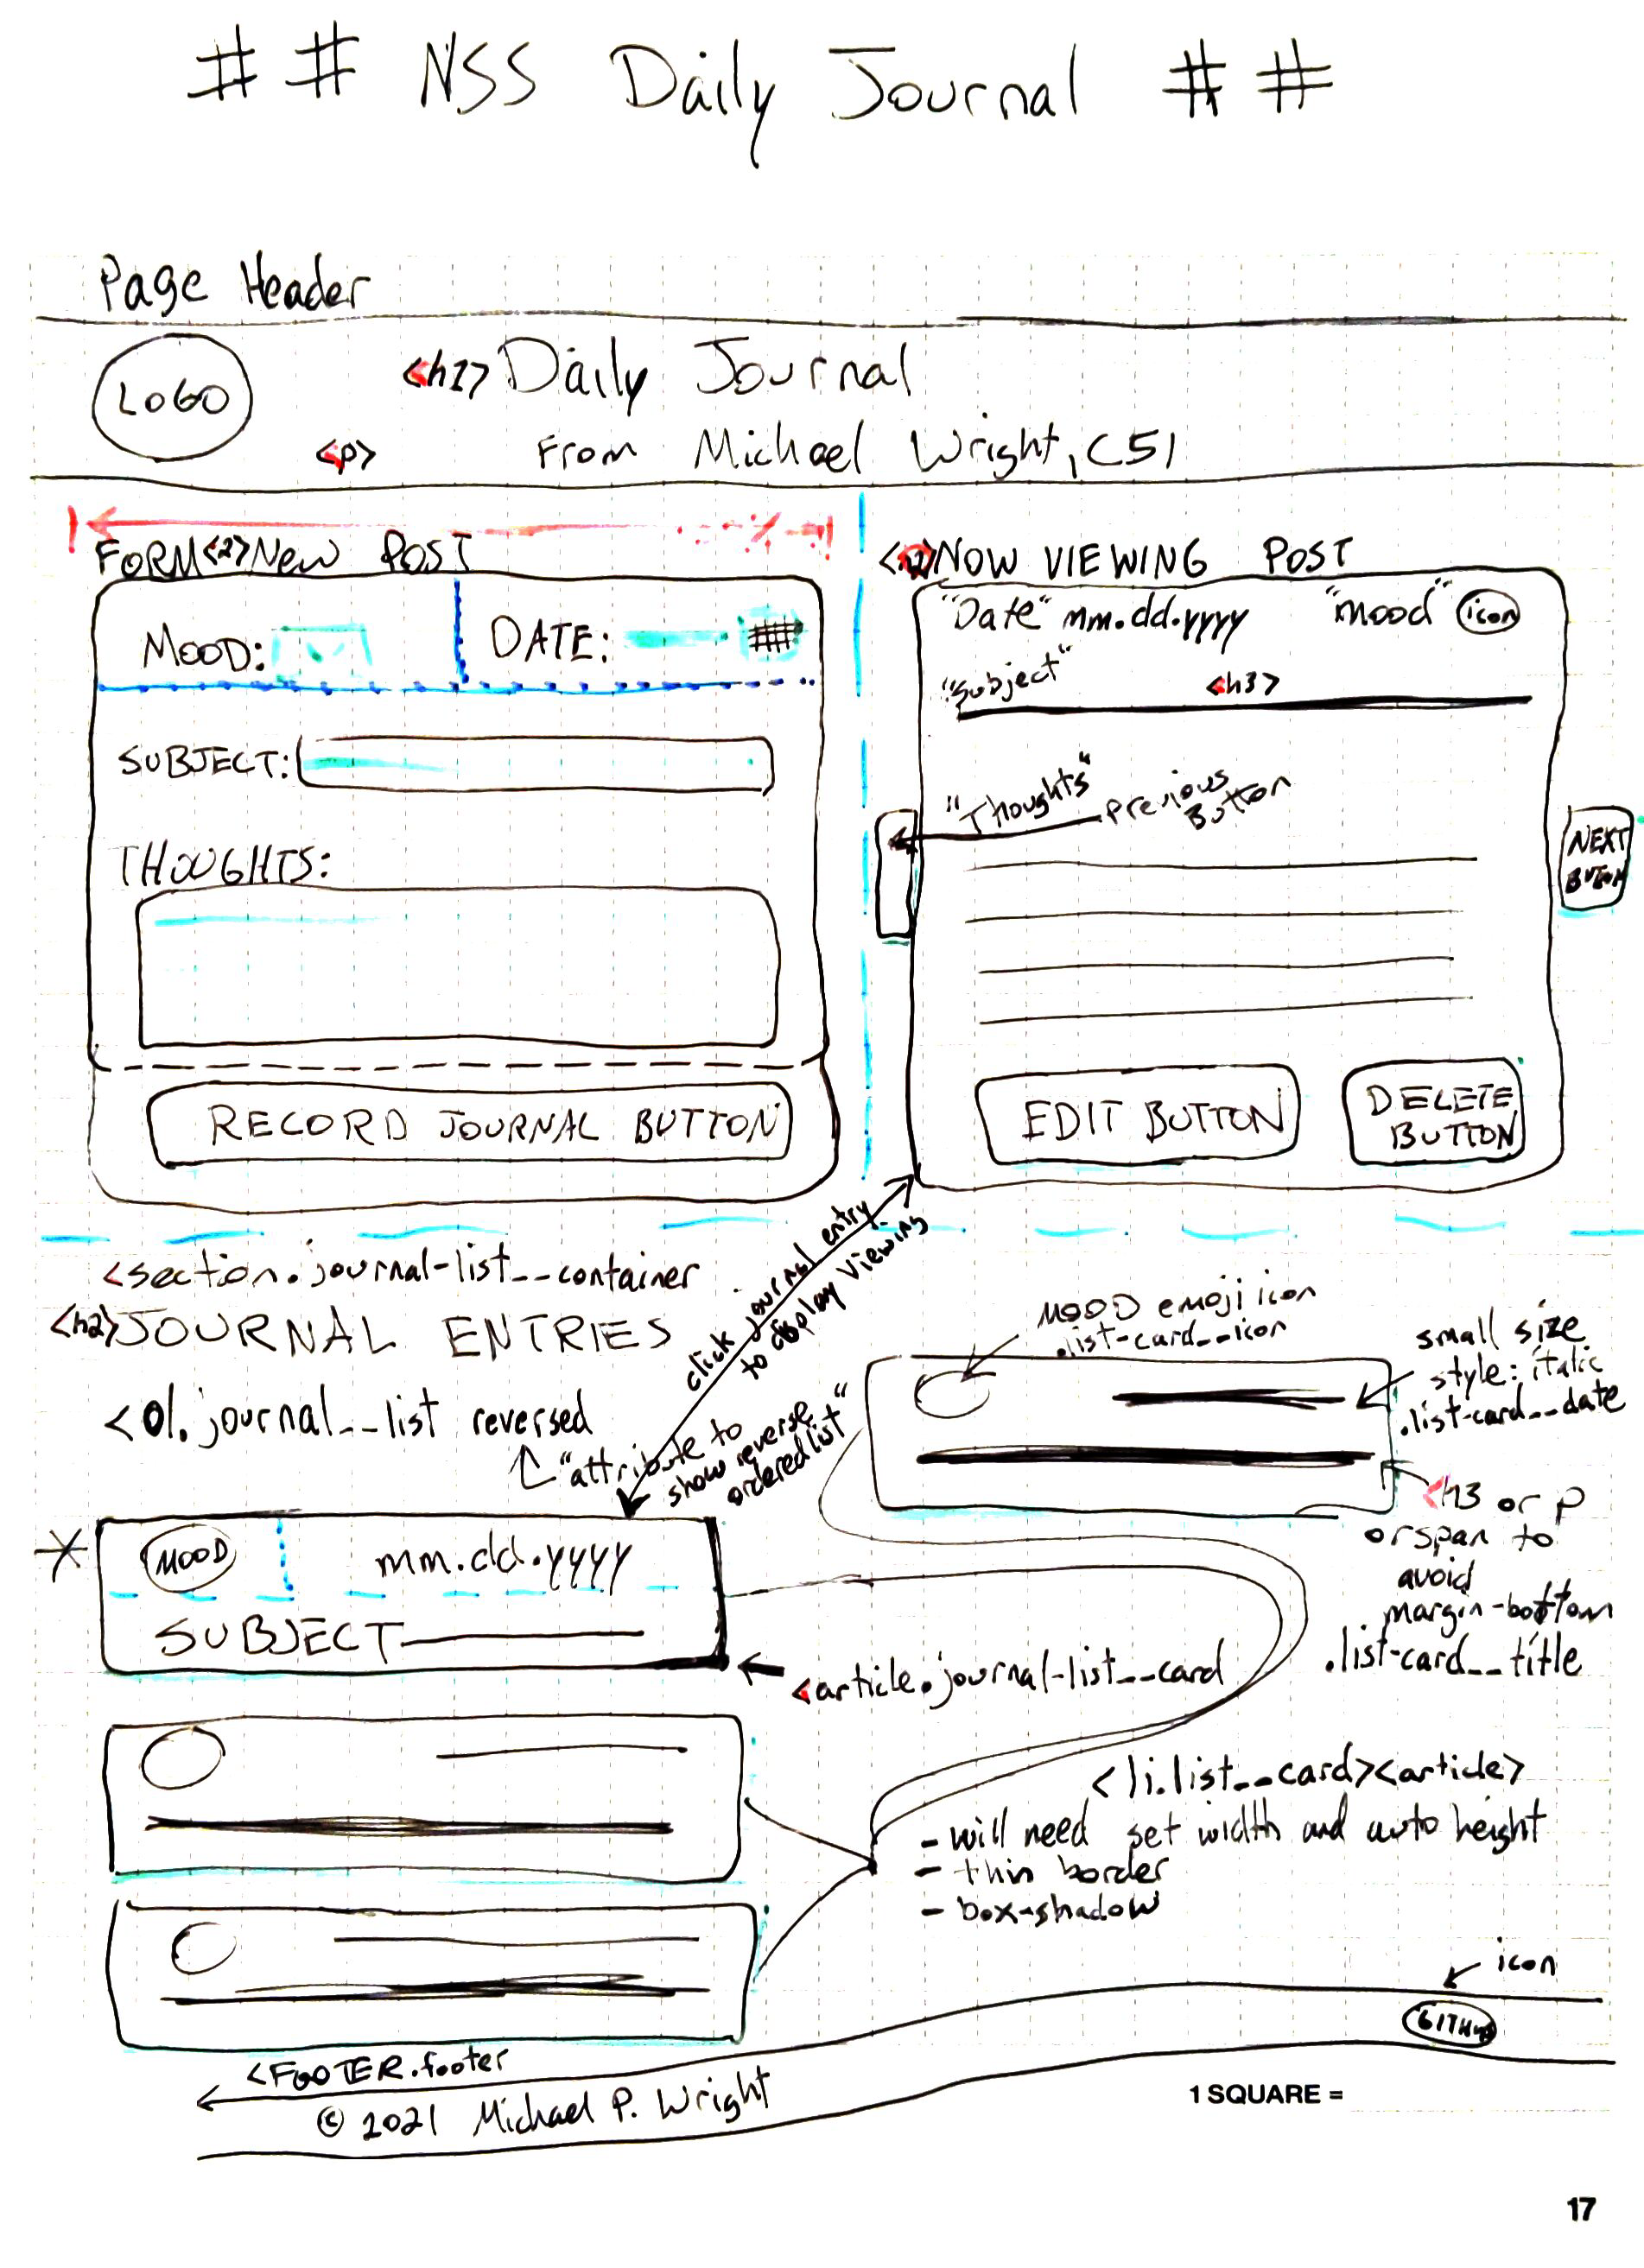 ## NSS Daily Journal ##
Page Header
LOGO
<h1> Daily Journal
<p> From Michael Wright, C51
FORM <2> New POST
MOOD:
DATE:
SUBJECT:
THOUGHTS:
RECORD JOURNAL BUTTON
NOW VIEWING POST
"Date" mm.dd.yyyy "mood" icon
"Subject" <h3>
"Thoughts"
Previous
Button
NEXT
BUTTON
EDIT BUTTON
DELETE
BUTTON
click journal entry
to display viewing
<section.journal-list__container
<h2>JOURNAL ENTRIES
<ol.journal__list reversed
"attribute to
show reverse
ordered list"
MOOD emoji icon
.list-card__icon
small size
style: italic
.list-card__date
<h3 or p
or span to
avoid
margin-bottom
.list-card__title
MOOD mm.dd.yyyy
SUBJECT
<article.journal-list__card
<li.list__card><article>
- will need set width and auto height
- thin border
- box-shadow
icon
GITHUB
<FOOTER.footer
© 2021 Michael P. Wright
1 SQUARE =
17